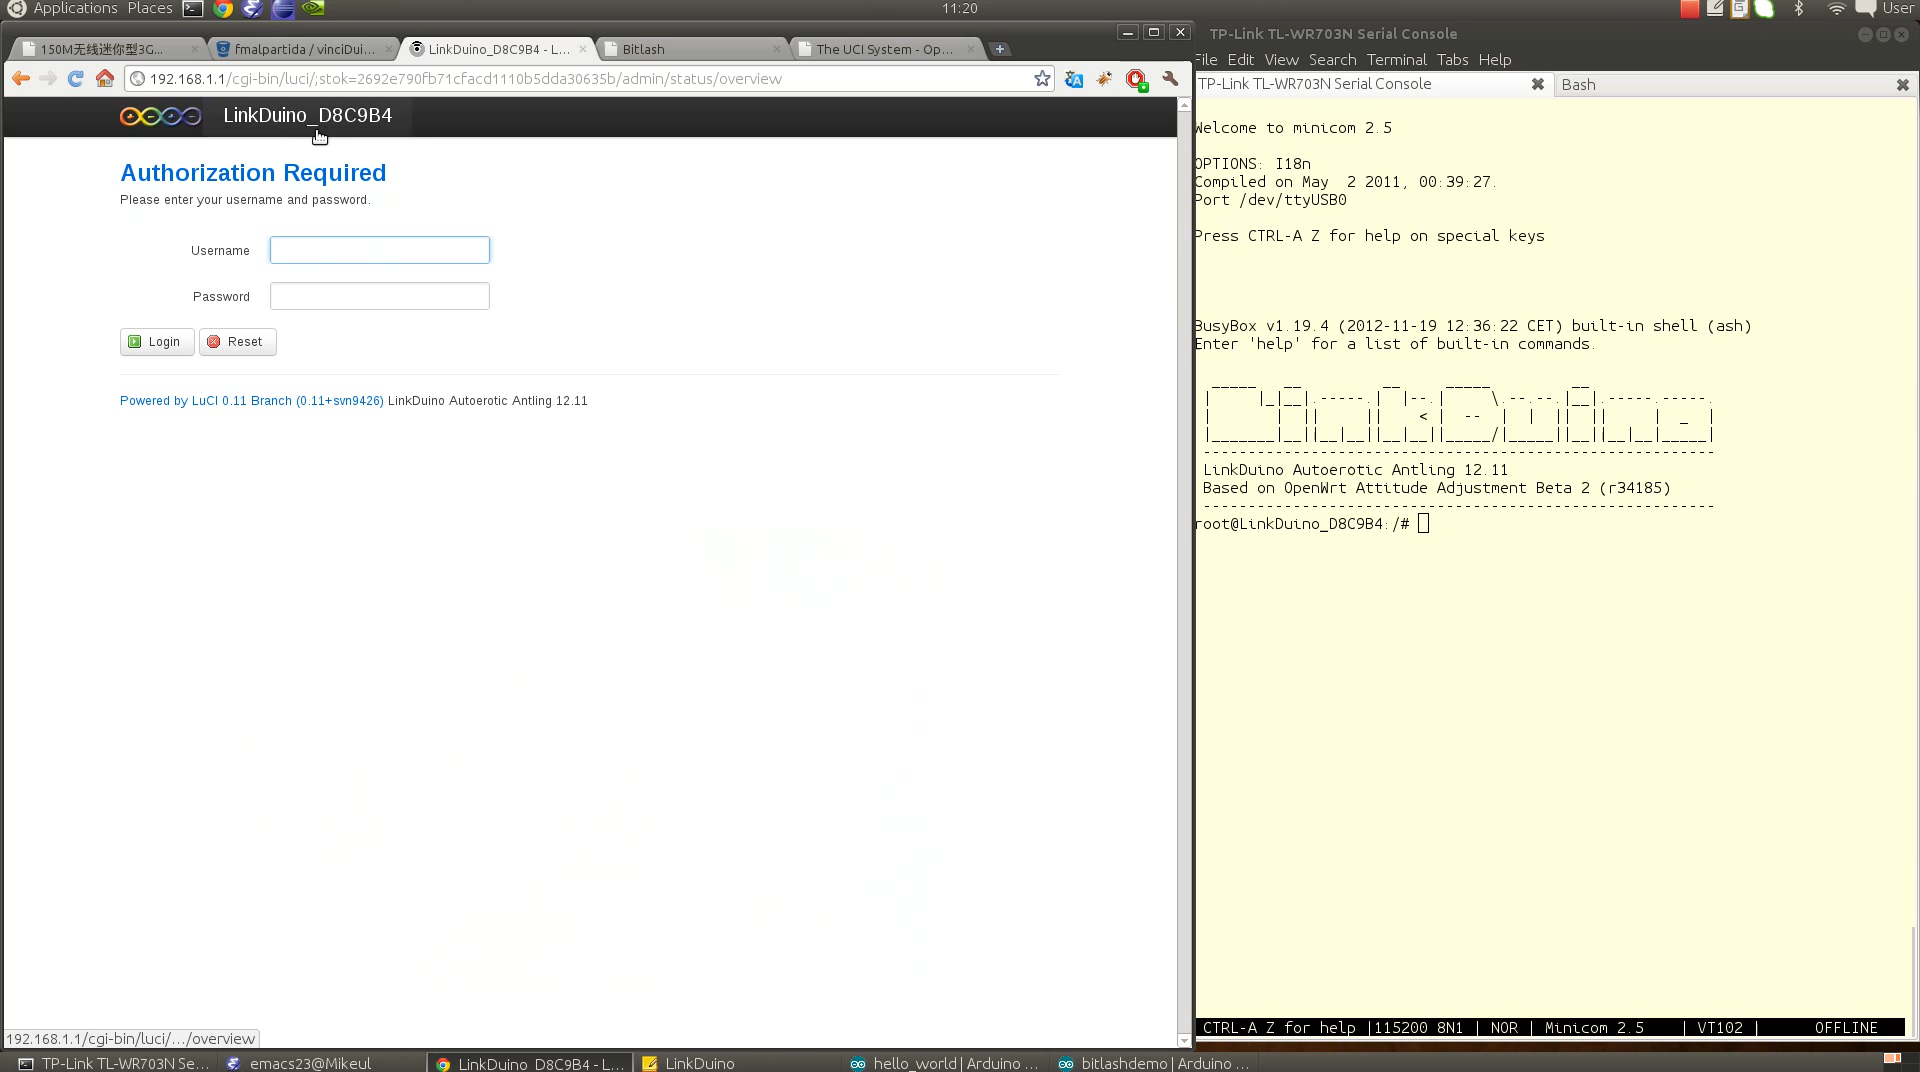 Applications Places 11:20 User
150M无线迷你型3G... fmalpartida / vinciDui... LinkDuino_D8C9B4 - L... Bitlash The UCI System - Op...
192.168.1.1/cgi-bin/luci/;stok=2692e790fb71cfacd1110b5dda30635b/admin/status/overview
LinkDuino_D8C9B4
Authorization Required
Please enter your username and password.
Username
Password
Login Reset
Powered by LuCI 0.11 Branch (0.11+svn9426) LinkDuino Autoerotic Antling 12.11
192.168.1.1/cgi-bin/luci/.../overview
TP-Link TL-WR703N Serial Console
File Edit View Search Terminal Tabs Help
TP-Link TL-WR703N Serial Console Bash
Welcome to minicom 2.5
OPTIONS: I18n
Compiled on May 2 2011, 00:39:27.
Port /dev/ttyUSB0
Press CTRL-A Z for help on special keys
BusyBox v1.19.4 (2012-11-19 12:36:22 CET) built-in shell (ash)
Enter 'help' for a list of built-in commands.
LinkDuino
LinkDuino Autoerotic Antling 12.11
Based on OpenWrt Attitude Adjustment Beta 2 (r34185)
root@LinkDuino_D8C9B4:/#
CTRL-A Z for help |115200 8N1 | NOR | Minicom 2.5 | VT102 | OFFLINE
TP-Link TL-WR703N Se... emacs23@Mikeul LinkDuino_D8C9B4 - L... LinkDuino hello_world | Arduino ... bitlashdemo | Arduino ...